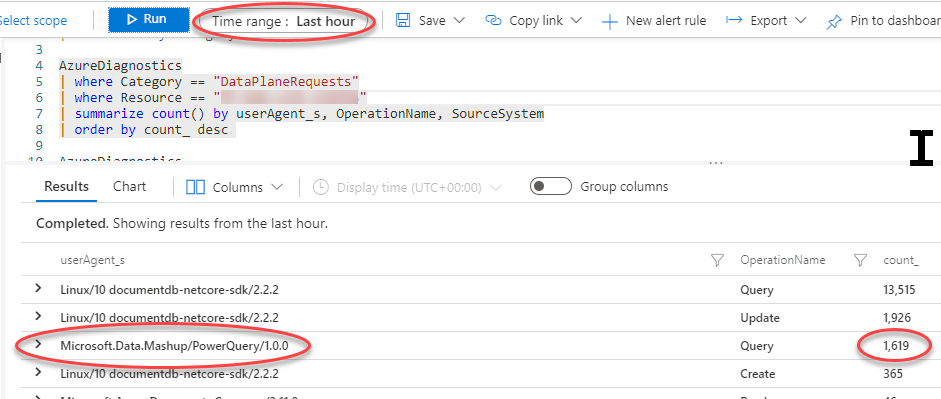 Select scope Run Time range : Last hour Save Copy link New alert rule Export Pin to dashboar
3
4 AzureDiagnostics
5 | where Category == "DataPlaneRequests"
6 | where Resource == " "
7 | summarize count() by userAgent_s, OperationName, SourceSystem
8 | order by count_ desc
9
10 AzureDiagnostics
...
Results Chart Columns Display time (UTC+00:00) Group columns
Completed. Showing results from the last hour.
userAgent_s OperationName count_
Linux/10 documentdb-netcore-sdk/2.2.2 Query 13,515
Linux/10 documentdb-netcore-sdk/2.2.2 Update 1,926
Microsoft.Data.Mashup/PowerQuery/1.0.0 Query 1,619
Linux/10 documentdb-netcore-sdk/2.2.2 Create 365